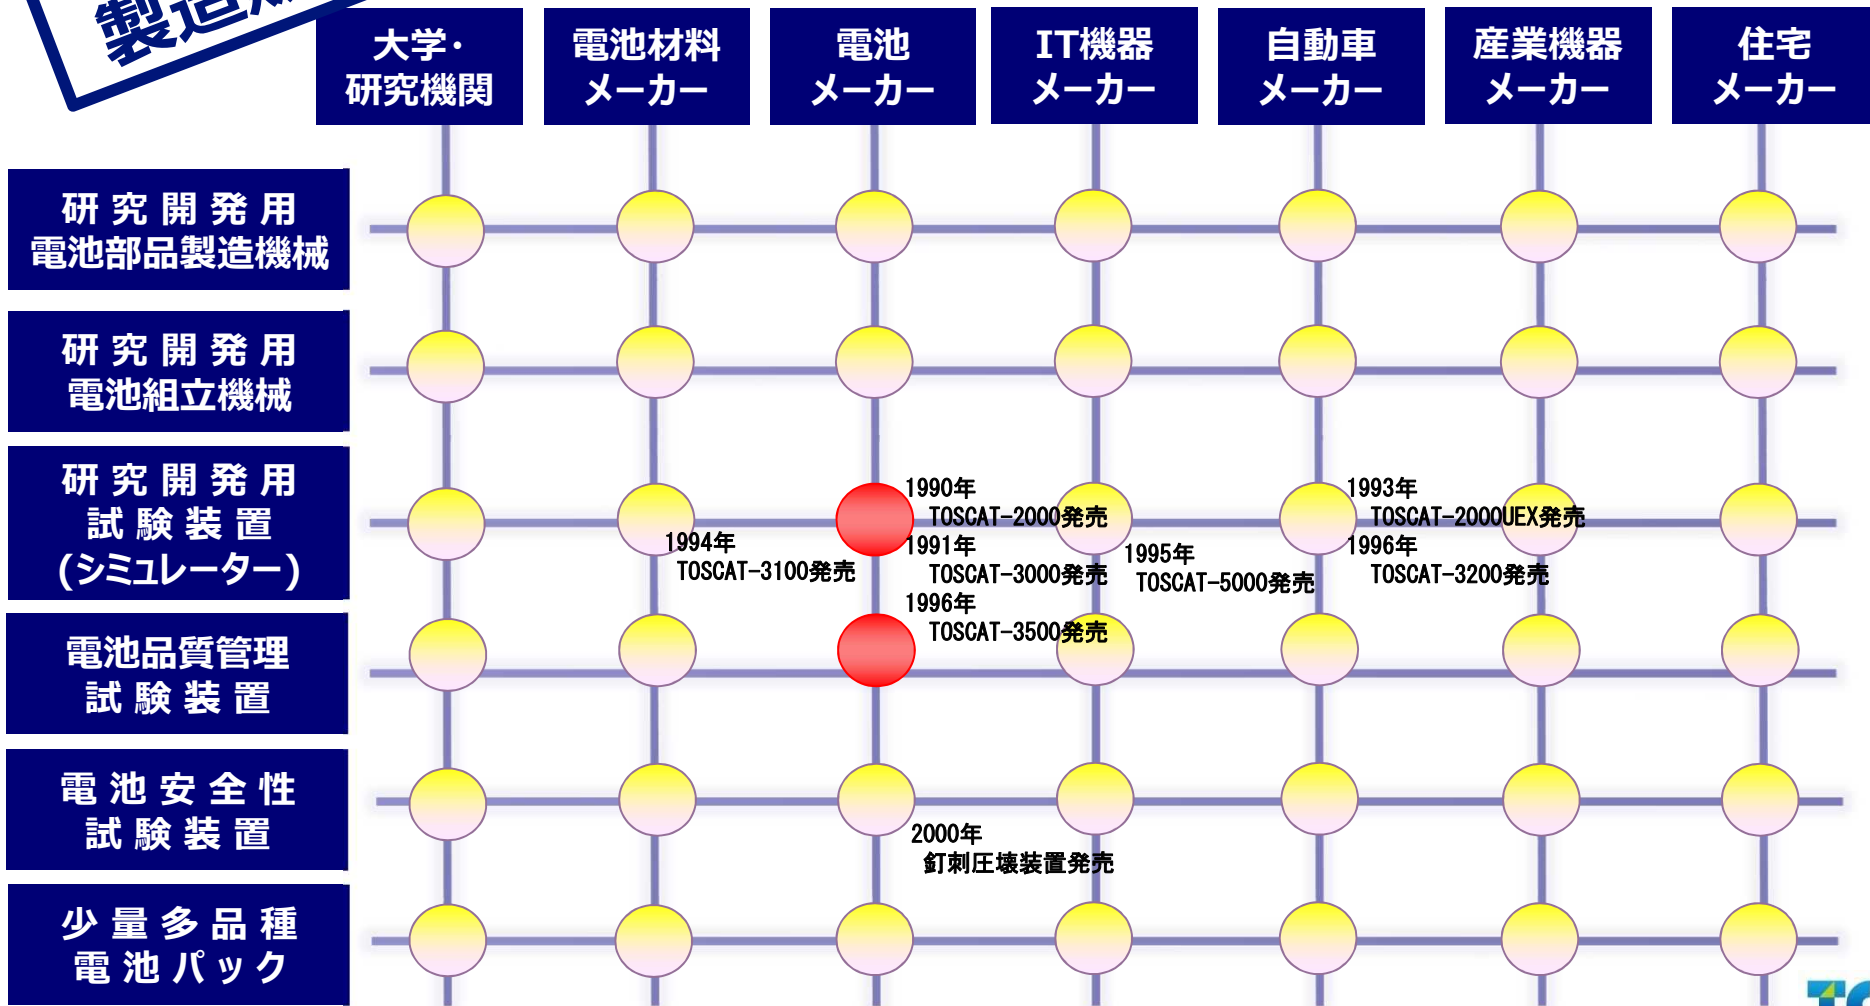 製造
大学・
研究機関
電池材料
メーカー
電池
メーカー
IT機器
メーカー
自動車
メーカー
産業機器
メーカー
住宅
メーカー
研究開発用
電池部品製造機械
研究開発用
電池組立機械
研究開発用
試験装置
(シミュレーター)
1990年
TOSCAT-2000発売
1991年
TOSCAT-3000発売
1996年
TOSCAT-3500発売
1994年
TOSCAT-3100発売
1995年
TOSCAT-5000発売
1993年
TOSCAT-2000UEX発売
1996年
TOSCAT-3200発売
電池品質管理
試験装置
電池安全性
試験装置
2000年
釘刺圧壊装置発売
少量多品種
電池パック